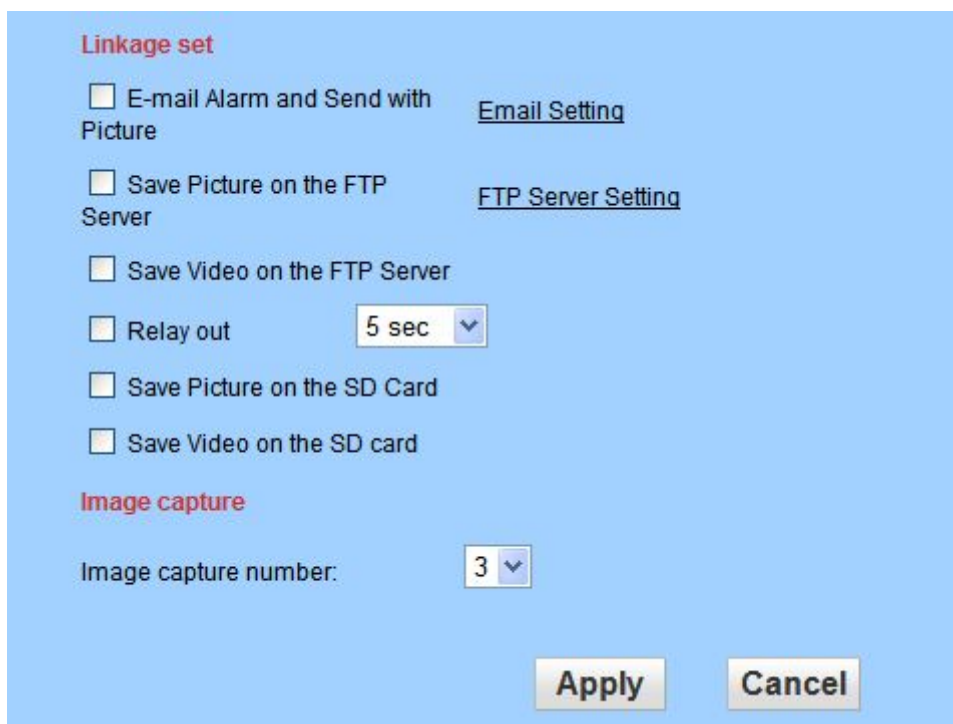 Linkage set
E-mail Alarm and Send with
Picture
Email Setting
Save Picture on the FTP
Server
FTP Server Setting
Save Video on the FTP Server
Relay out
5 sec
Save Picture on the SD Card
Save Video on the SD card
Image capture
Image capture number:
3
Apply
Cancel